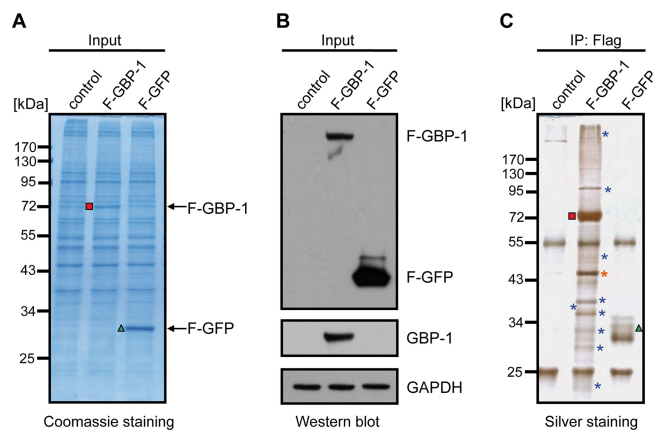 A
Input
control
F-GBP-1
F-GFP
[kDa]
170
130
95
72
55
43
34
25
F-GBP-1
F-GFP
Coomassie staining
B
Input
control
F-GBP-1
F-GFP
F-GBP-1
F-GFP
GBP-1
GAPDH
Western blot
C
IP: Flag
control
F-GBP-1
F-GFP
[kDa]
170
130
95
72
55
43
34
25
*
*
*
*
*
*
*
*
*
*
Silver staining